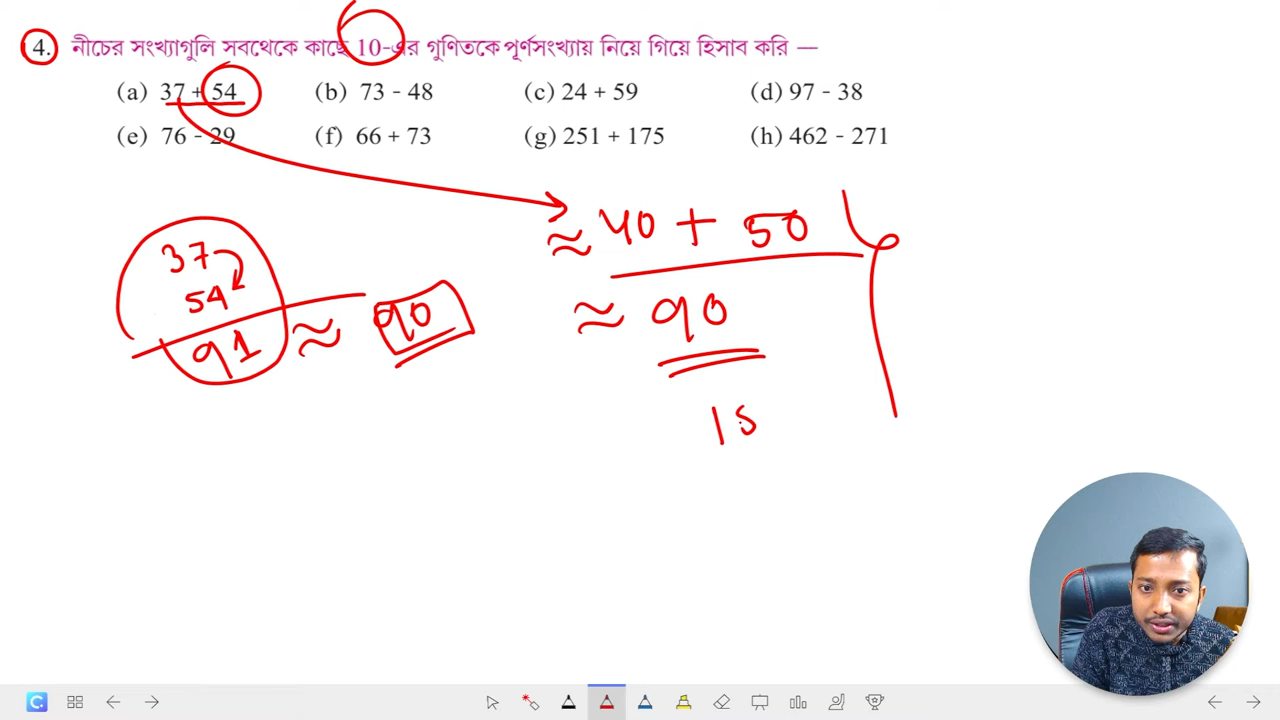 14. নীচের সংখ্যাগুলি সবথেকে কাছে 10-এর গুণিতকে পূর্ণসংখ্যায় নিয়ে গিয়ে হিসাব করি —
(a) 37 + 54 (b) 73 - 48 (c) 24 + 59 (d) 97 - 38
(e) 76 - 29 (f) 66 + 73 (g) 251 + 175 (h) 462 - 271
≈ 40 + 50
37
54
91 ≈ 90
≈ 90
15